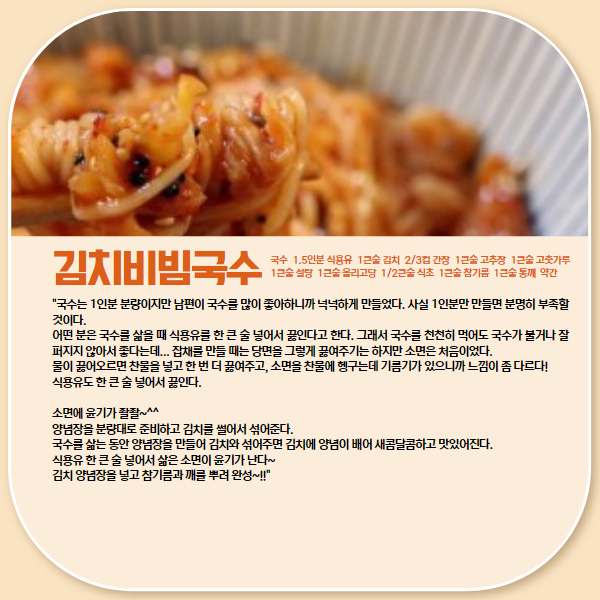 김치비빔국수
국수 1.5인분 식용유 1큰술 김치 2/3컵 간장 1큰술 고추장 1큰술 고춧가루
1큰술 설탕 1큰술 올리고당 1/2큰술 식초 1큰술 참기름 1큰술 통깨 약간
"국수는 1인분 분량이지만 남편이 국수를 많이 좋아하니까 넉넉하게 만들었다. 사실 1인분만 만들면 분명히 부족할
것이다.
어떤 분은 국수를 삶을 때 식용유를 한 큰 술 넣어서 끓인다고 한다. 그래서 국수를 천천히 먹어도 국수가 불거나 잘
퍼지지 않아서 좋다는데... 잡채를 만들 때는 당면을 그렇게 끓여주기는 하지만 소면은 처음이었다.
물이 끓어오르면 찬물을 넣고 한 번 더 끓여주고, 소면을 찬물에 헹구는데 기름기가 있으니까 느낌이 좀 다르다!
식용유도 한 큰 술 넣어서 끓인다.
소면에 윤기가 좔좔~^^
양념장을 분량대로 준비하고 김치를 썰어서 섞어준다.
국수를 삶는 동안 양념장을 만들어 김치와 섞어주면 김치에 양념이 배어 새콤달콤하고 맛있어진다.
식용유 한 큰 술 넣어서 삶은 소면이 윤기가 난다~
김치 양념장을 넣고 참기름과 깨를 뿌려 완성~!!"